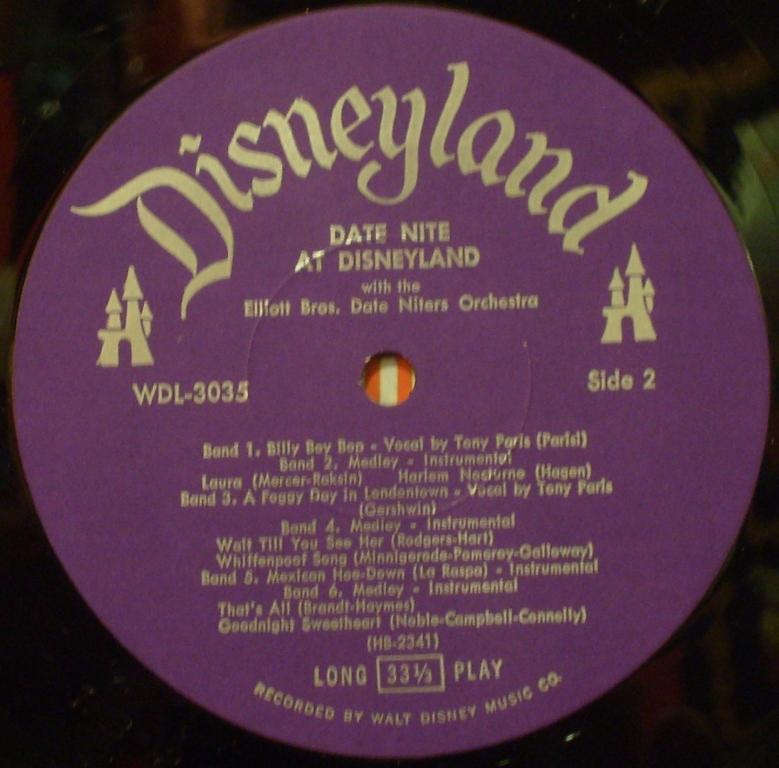 Disneyland
DATE NITE
AT DISNEYLAND
with the
Elliott Bros. Date Niters Orchestra
WDL-3035
Side 2
Band 1. Billy Boy Bop - Vocal by Tony Paris (Parisi)
Band 2. Medley - Instrumental
Laura (Mercer-Raksin) Harlem Nocturne (Hagen)
Band 3. A Foggy Day in Londontown - Vocal by Tony Paris
(Gershwin)
Band 4. Medley - Instrumental
Wait Till You See Her (Rodgers-Hart)
Whiffenpoof Song (Minnigerode-Pomeroy-Galloway)
Band 5. Mexican Hoe-Down (La Raspa) - Instrumental
Band 6. Medley - Instrumental
That's All (Brandt-Haymes)
Goodnight Sweetheart (Noble-Campbell-Connelly)
(HB-2341)
LONG 33⅓ PLAY
RECORDED BY WALT DISNEY MUSIC CO.